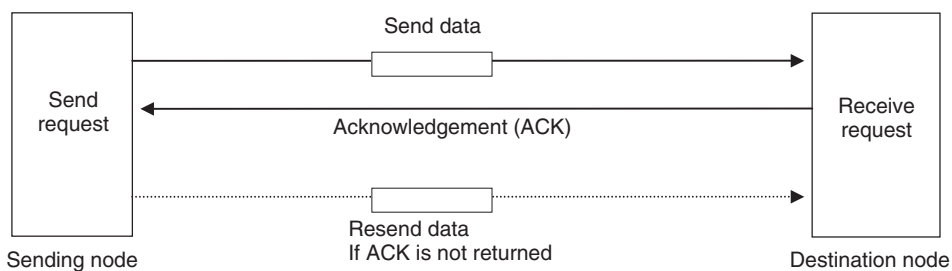 Send data
Send
request
Acknowledgement (ACK)
Receive
request
Resend data
If ACK is not returned
Sending node
Destination node